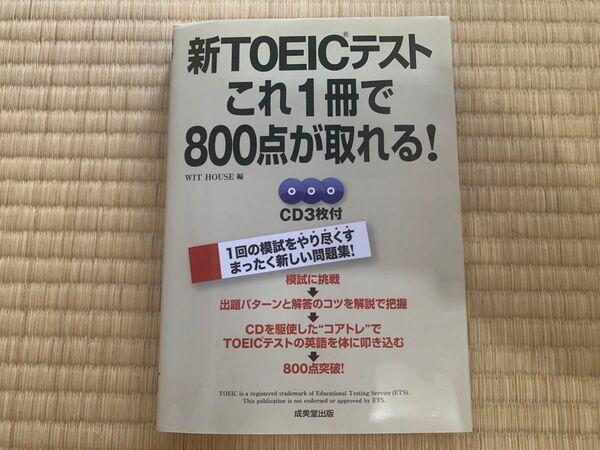 新TOEIC®テスト
これ1冊で
800点が取れる!
WIT HOUSE 編
CD3枚付
1回の模試をやり尽くす
まったく新しい問題集!
模試に挑戦
出題パターンと解答のコツを解説で把握
CDを駆使した“コアトレ”で
TOEIC®テストの英語を体に叩き込む
800点突破!
TOEIC is a registered trademark of Educational Testing Service (ETS).
This publication is not endorsed or approved by ETS.
成美堂出版